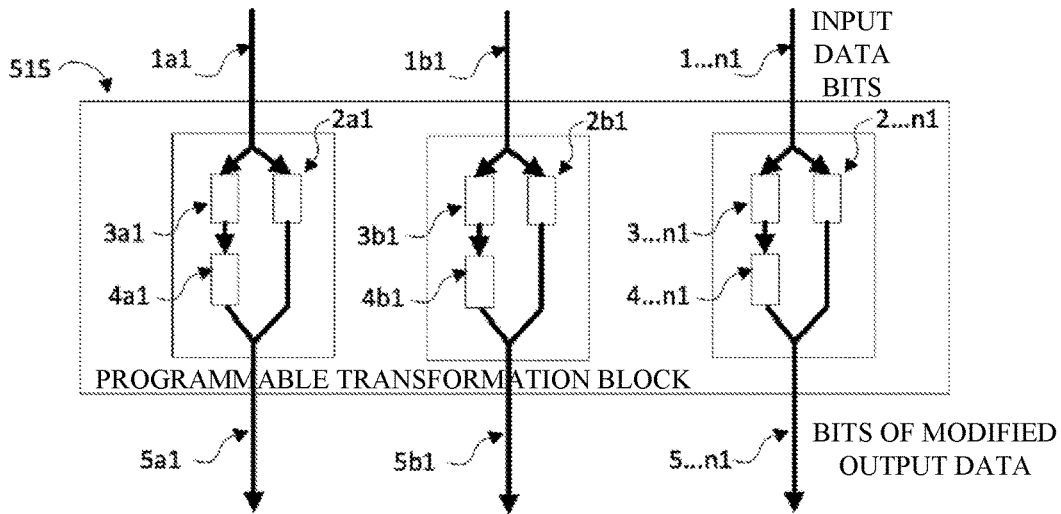 INPUT
DATA
BITS
1a1
1b1
1...n1
515
2a1
2b1
2...n1
3a1
3b1
3...n1
4a1
4b1
4...n1
PROGRAMMABLE TRANSFORMATION BLOCK
5a1
5b1
5...n1
BITS OF MODIFIED
OUTPUT DATA